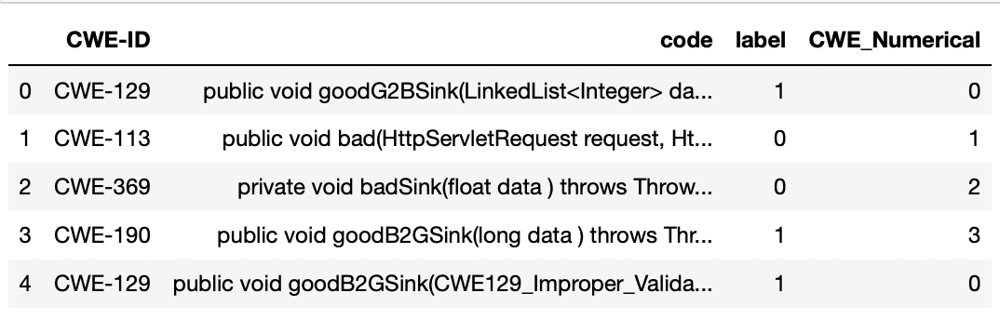 CWE-ID code label CWE_Numerical
0 CWE-129 public void goodG2BSink(LinkedList<Integer> da... 1 0
1 CWE-113 public void bad(HttpServletRequest request, Ht... 0 1
2 CWE-369 private void badSink(float data ) throws Throw... 0 2
3 CWE-190 public void goodB2GSink(long data ) throws Thr... 1 3
4 CWE-129 public void goodB2GSink(CWE129_Improper_Valida... 1 0